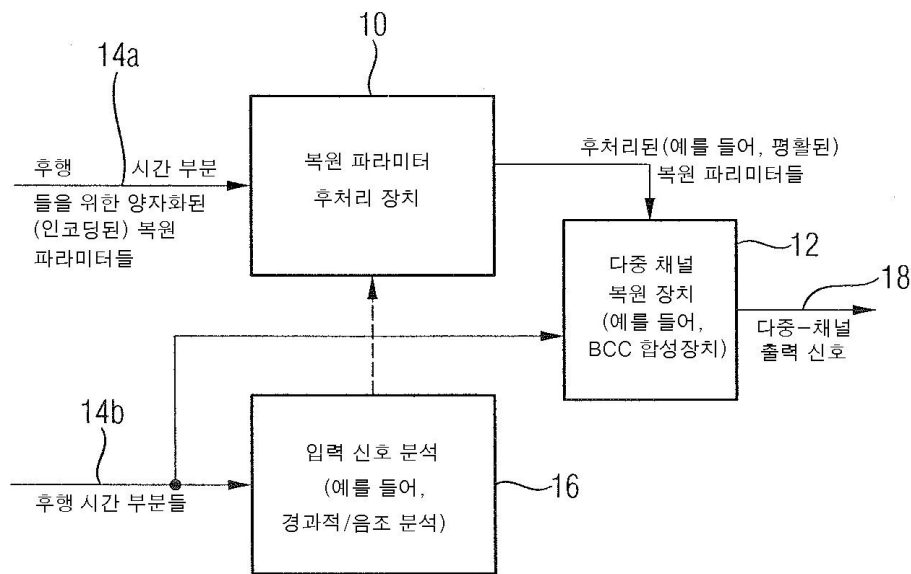 10
14a
후행 시간 부분
들을 위한 양자화된
(인코딩된) 복원
파라미터들
복원 파라미터
후처리 장치
후처리된(예를 들어, 평활된)
복원 파리미터들
12
다중 채널
복원 장치
(예를 들어,
BCC 합성장치)
18
다중-채널
출력 신호
14b
후행 시간 부분들
입력 신호 분석
(예를 들어,
경과적/음조 분석)
16